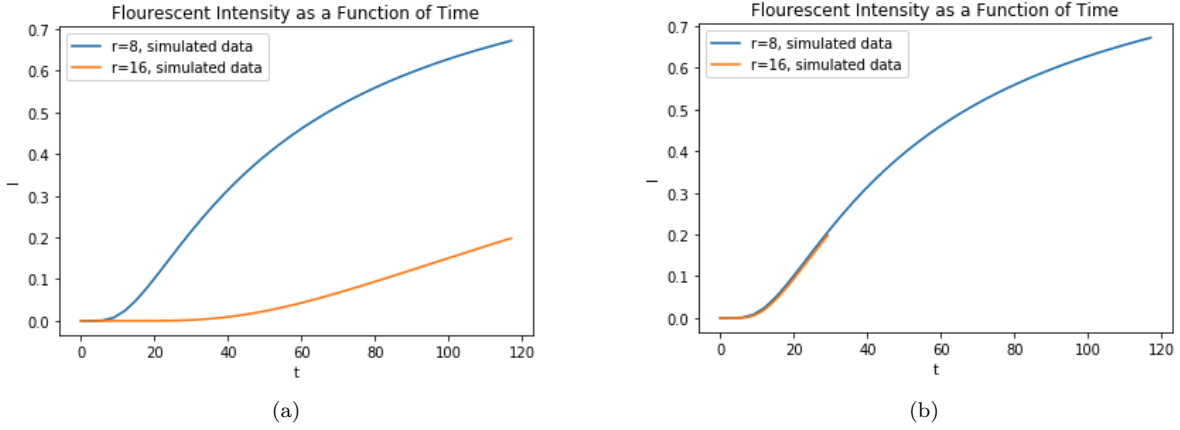 Flourescent Intensity as a Function of Time
r=8, simulated data
r=16, simulated data
0.7
0.6
0.5
0.4
0.3
0.2
0.1
0.0
I
0 20 40 60 80 100 120
t
(a)
Flourescent Intensity as a Function of Time
r=8, simulated data
r=16, simulated data
0.7
0.6
0.5
0.4
0.3
0.2
0.1
0.0
I
0 20 40 60 80 100 120
t
(b)